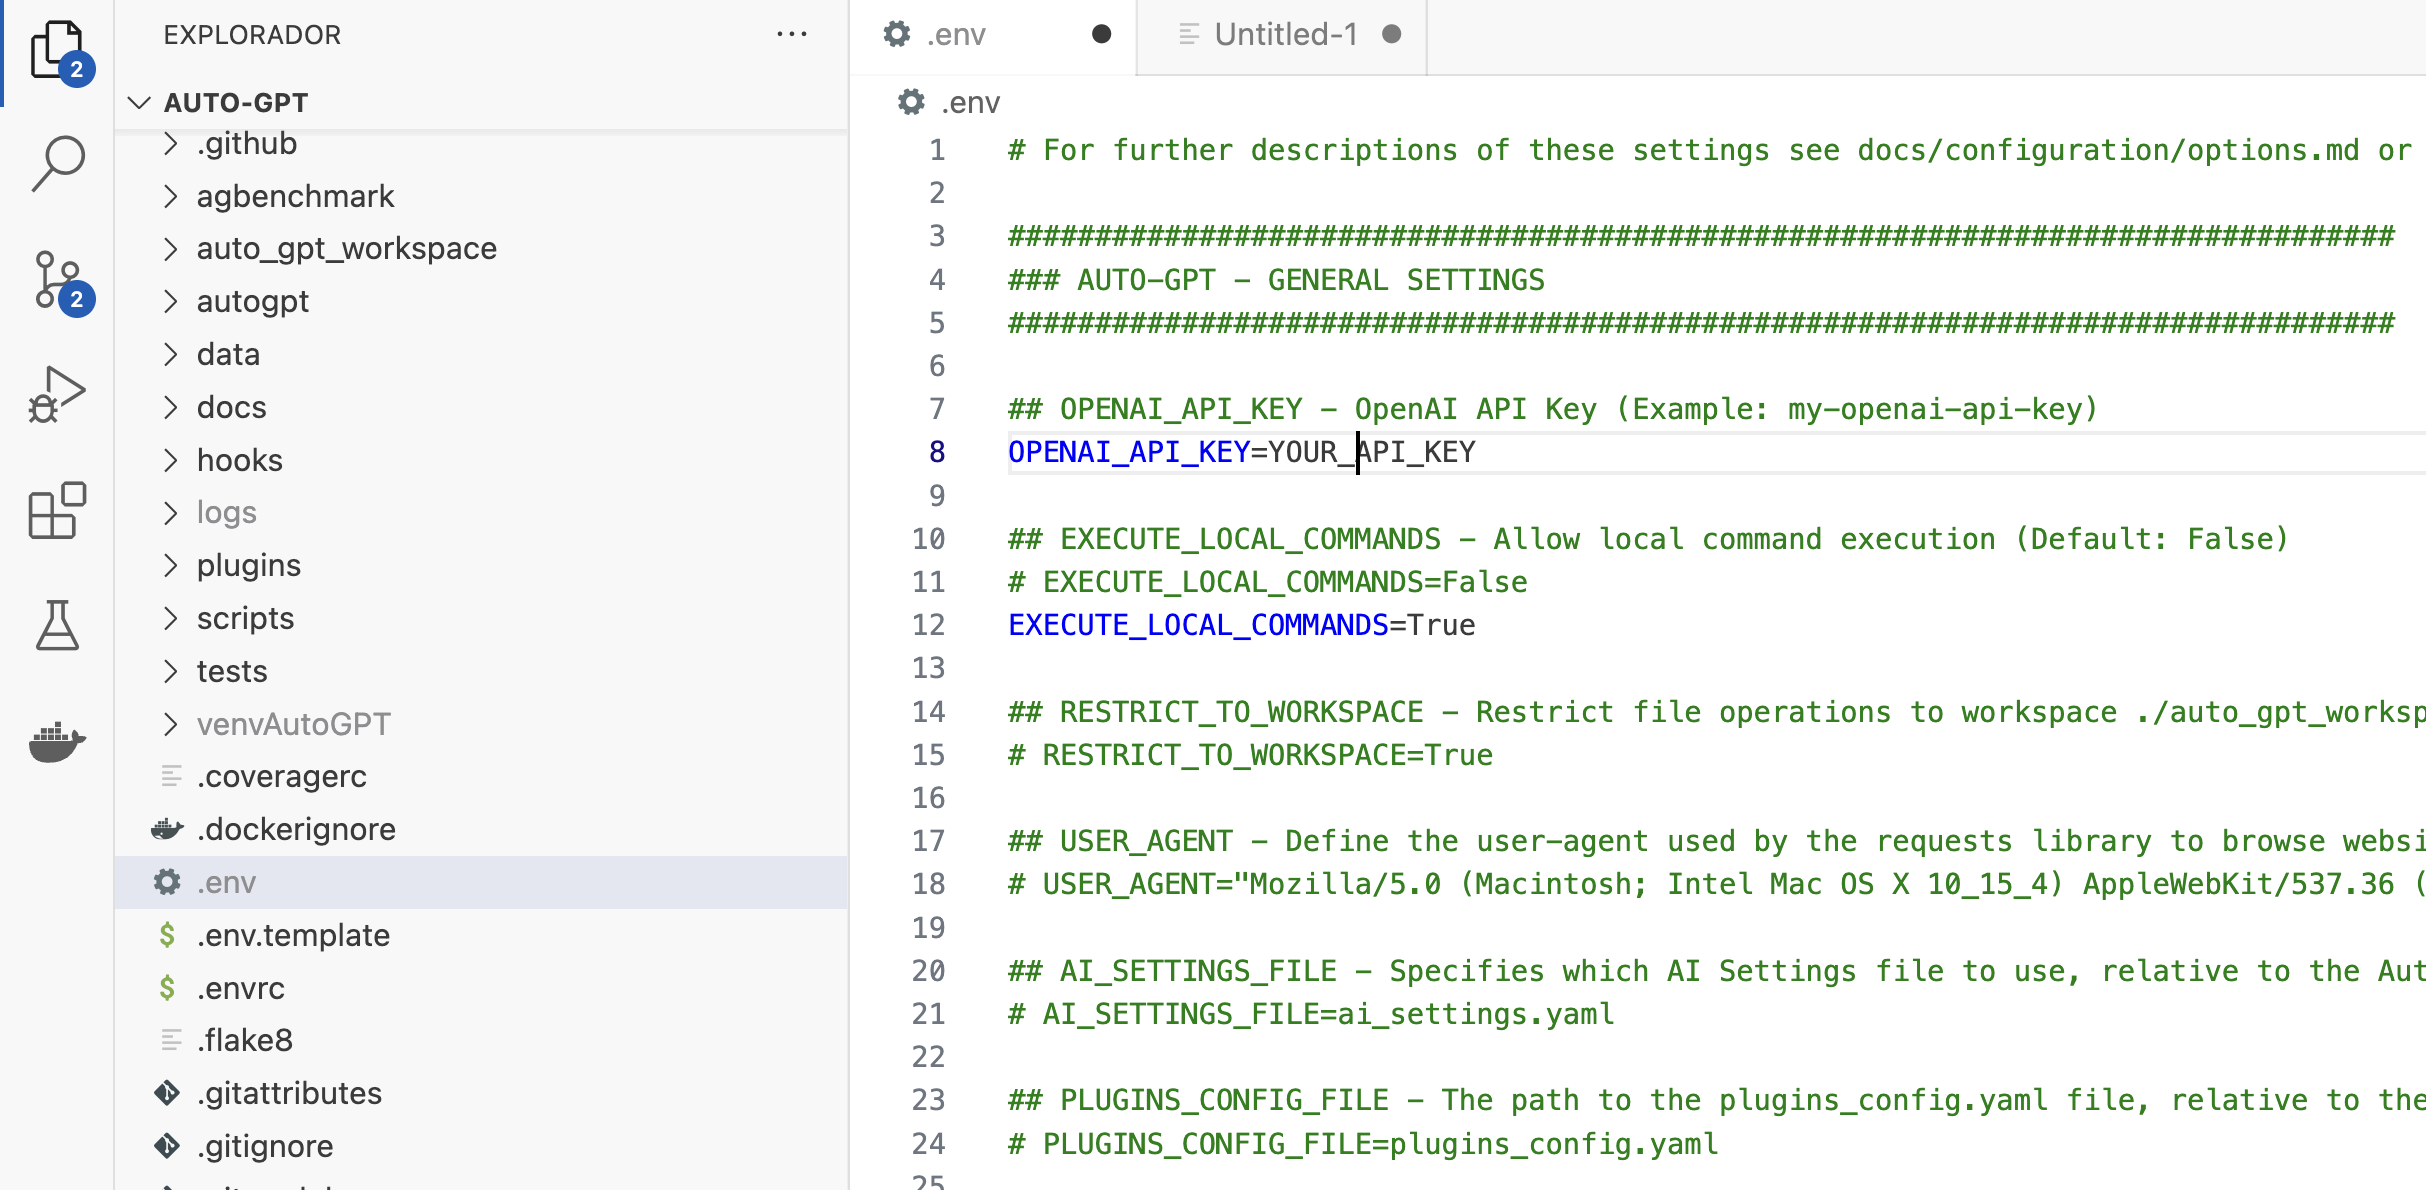 EXPLORADOR
2
AUTO-GPT
.github
agbenchmark
auto_gpt_workspace
2
autogpt
data
docs
hooks
logs
plugins
scripts
tests
venvAutoGPT
.coveragerc
.dockerignore
.env
$ .env.template
$ .envrc
.flake8
.gitattributes
.gitignore
.env
Untitled-1
.env
1 # For further descriptions of these settings see docs/configuration/options.md or
2
3 ################################################################################
4 ### AUTO-GPT - GENERAL SETTINGS
5 ################################################################################
6
7 ## OPENAI_API_KEY - OpenAI API Key (Example: my-openai-api-key)
8 OPENAI_API_KEY=YOUR_API_KEY
9
10 ## EXECUTE_LOCAL_COMMANDS - Allow local command execution (Default: False)
11 # EXECUTE_LOCAL_COMMANDS=False
12 EXECUTE_LOCAL_COMMANDS=True
13
14 ## RESTRICT_TO_WORKSPACE - Restrict file operations to workspace ./auto_gpt_worksp
15 # RESTRICT_TO_WORKSPACE=True
16
17 ## USER_AGENT - Define the user-agent used by the requests library to browse websi
18 # USER_AGENT="Mozilla/5.0 (Macintosh; Intel Mac OS X 10_15_4) AppleWebKit/537.36 (
19
20 ## AI_SETTINGS_FILE - Specifies which AI Settings file to use, relative to the Aut
21 # AI_SETTINGS_FILE=ai_settings.yaml
22
23 ## PLUGINS_CONFIG_FILE - The path to the plugins_config.yaml file, relative to the
24 # PLUGINS_CONFIG_FILE=plugins_config.yaml
25